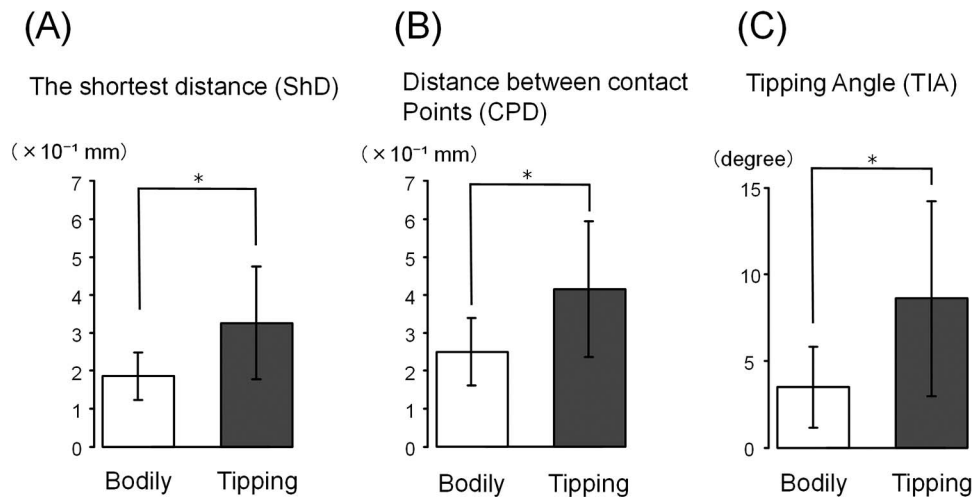 (A)
The shortest distance (ShD)
(×10⁻¹ mm)
*
7
6
5
4
3
2
1
0
Bodily Tipping
(B)
Distance between contact
Points (CPD)
(×10⁻¹ mm)
*
7
6
5
4
3
2
1
0
Bodily Tipping
(C)
Tipping Angle (TIA)
(degree)
*
15
10
5
0
Bodily Tipping